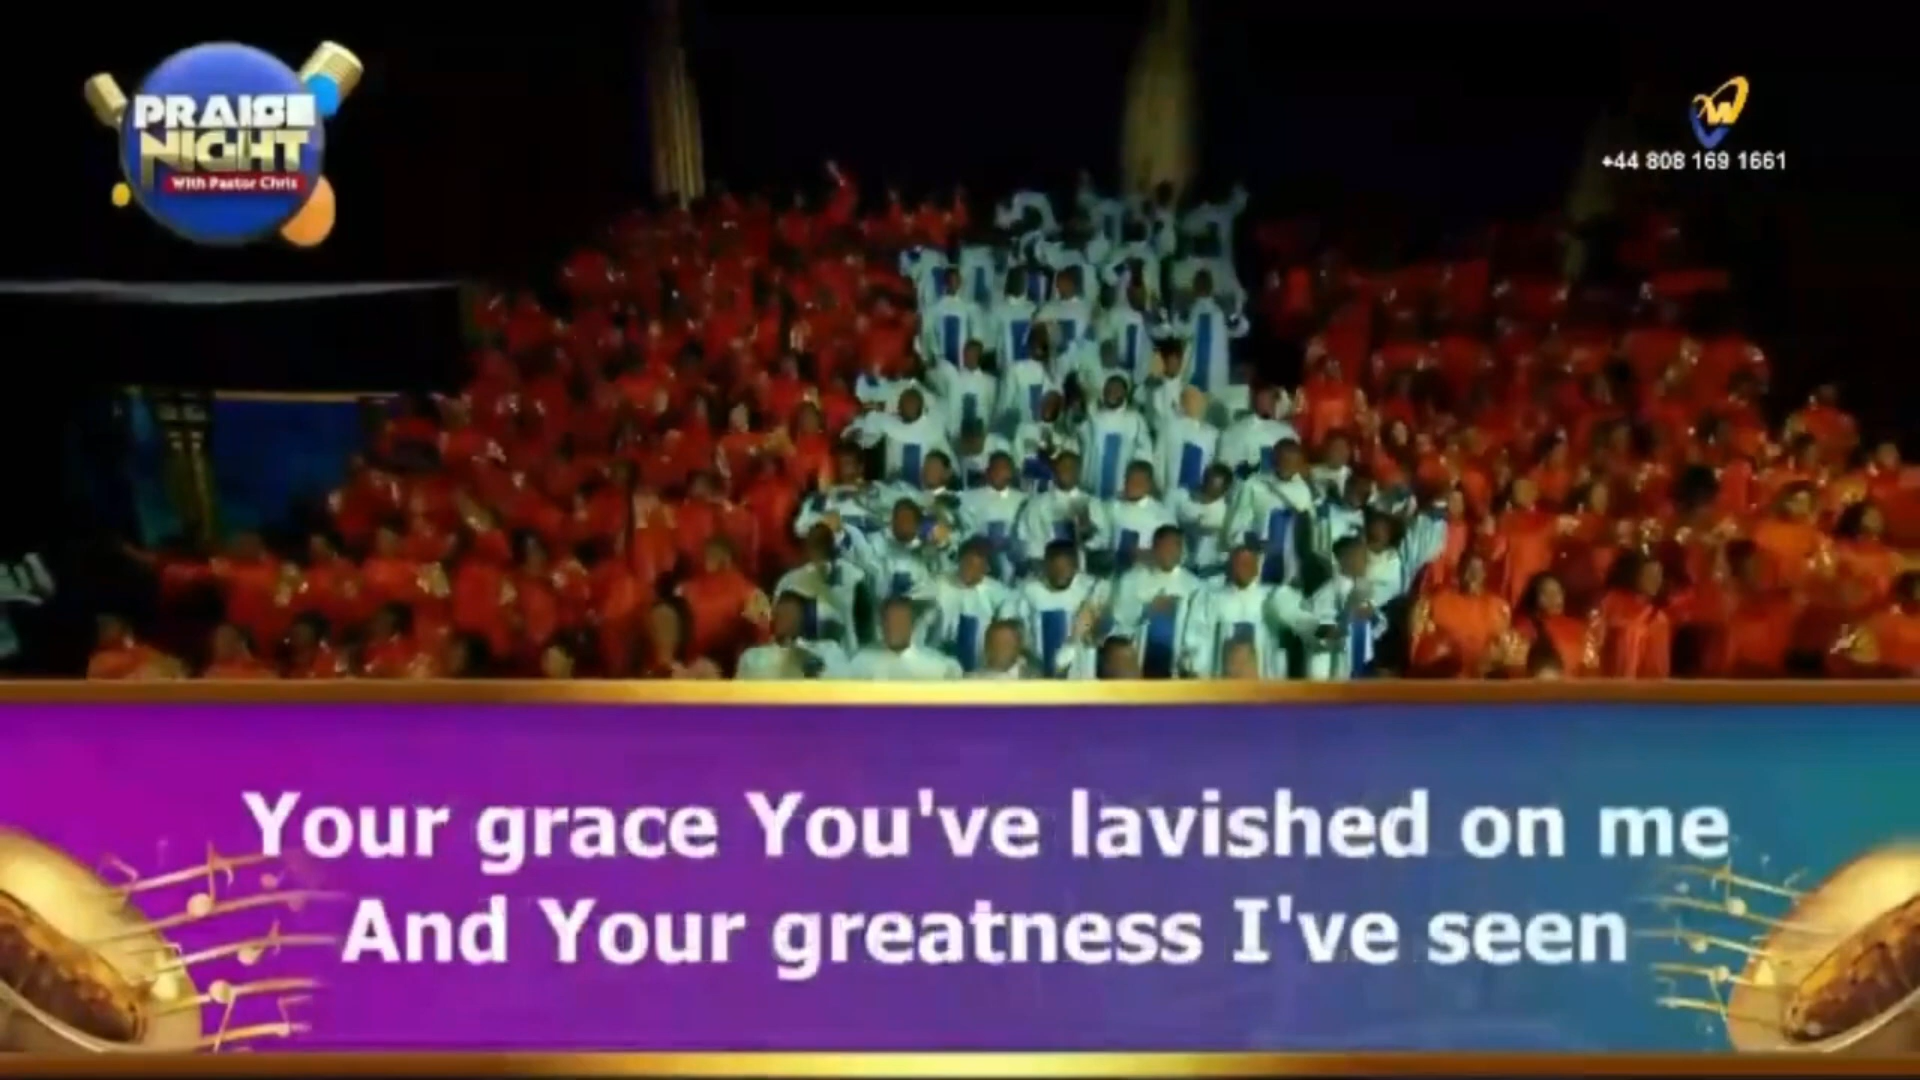 PRAISE
NIGHT
With Pastor Chris
W
+44 808 169 1661
Your grace You've lavished on me
And Your greatness I've seen